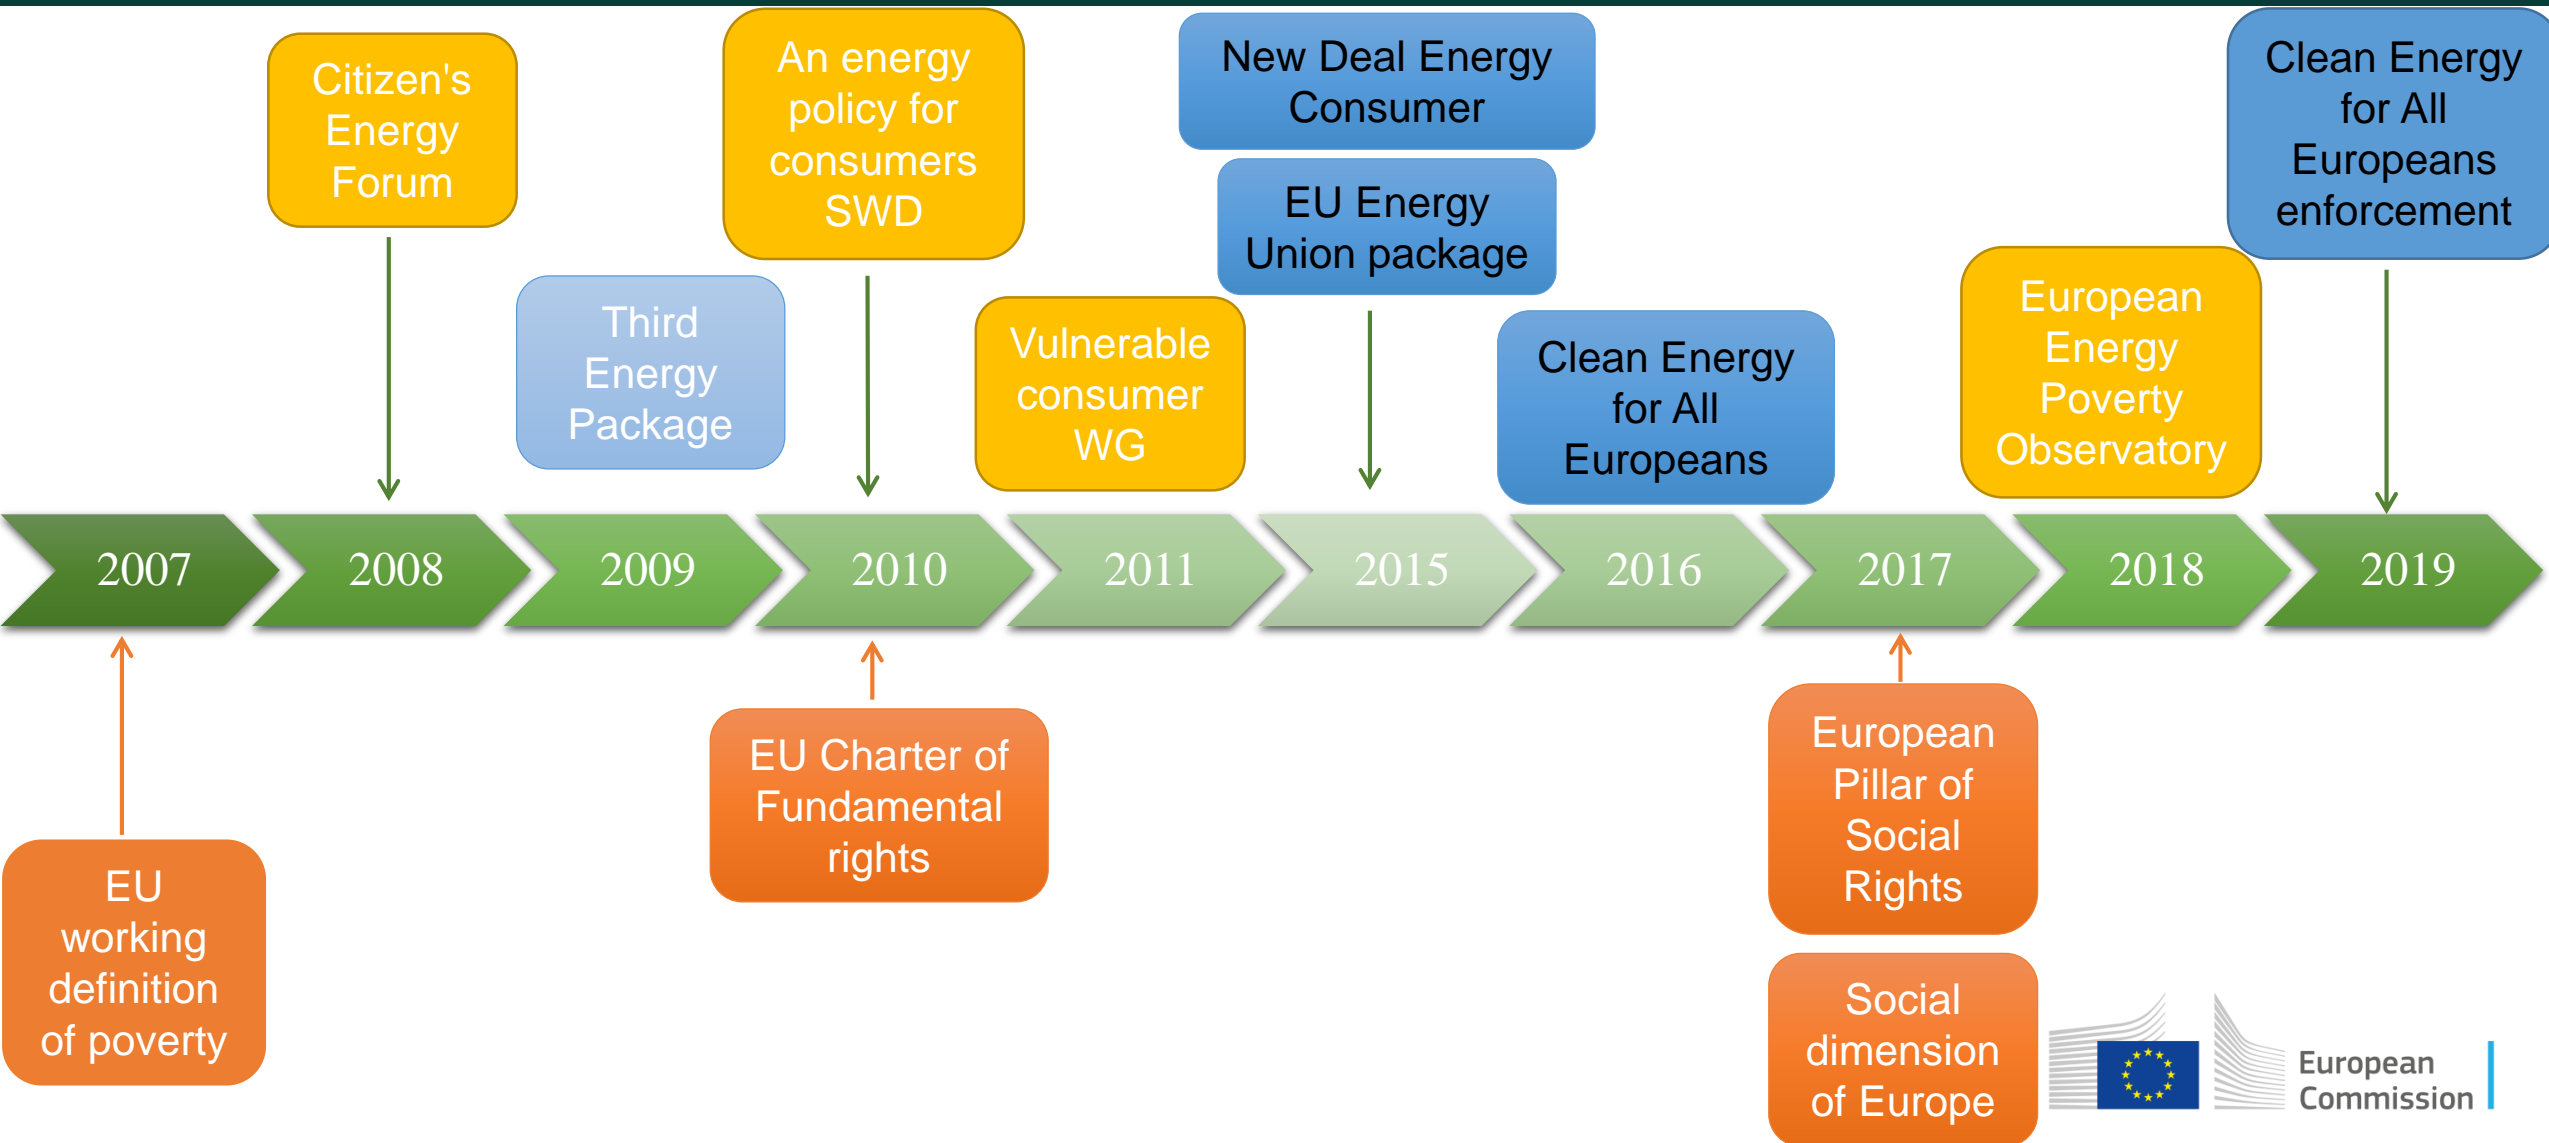 Citizen's
Energy
Forum
An energy
policy for
consumers
SWD
New Deal Energy
Consumer
EU Energy
Union package
Clean Energy
for All
Europeans
enforcement
Third
Energy
Package
Vulnerable
consumer
WG
Clean Energy
for All
Europeans
European
Energy
Poverty
Observatory
2007
2008
2009
2010
2011
2015
2016
2017
2018
2019
EU
working
definition
of poverty
EU Charter of
Fundamental
rights
European
Pillar of
Social
Rights
Social
dimension
of Europe
European
Commission